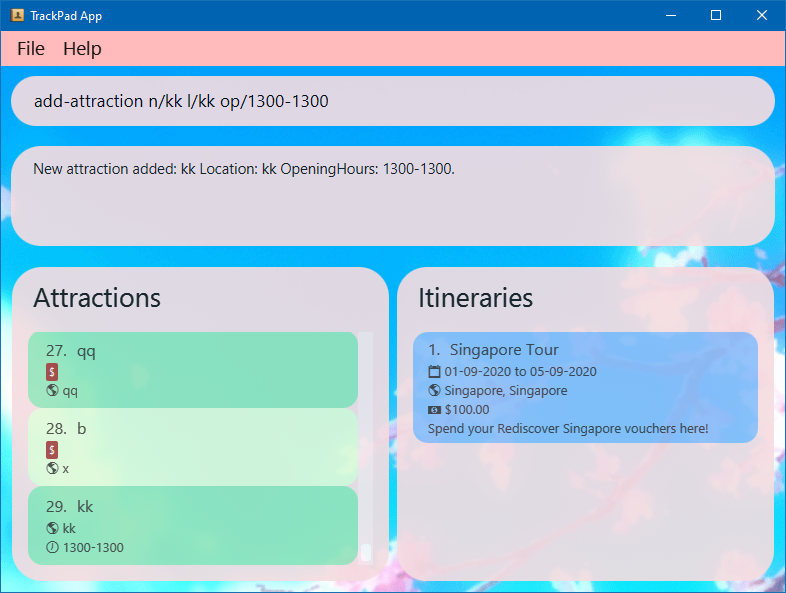 TrackPad App
File Help
add-attraction n/kk l/kk op/1300-1300
New attraction added: kk Location: kk OpeningHours: 1300-1300.
Attractions
27. qq
$
qq
28. b
$
x
29. kk
kk
1300-1300
Itineraries
1. Singapore Tour
01-09-2020 to 05-09-2020
Singapore, Singapore
$100.00
Spend your Rediscover Singapore vouchers here!